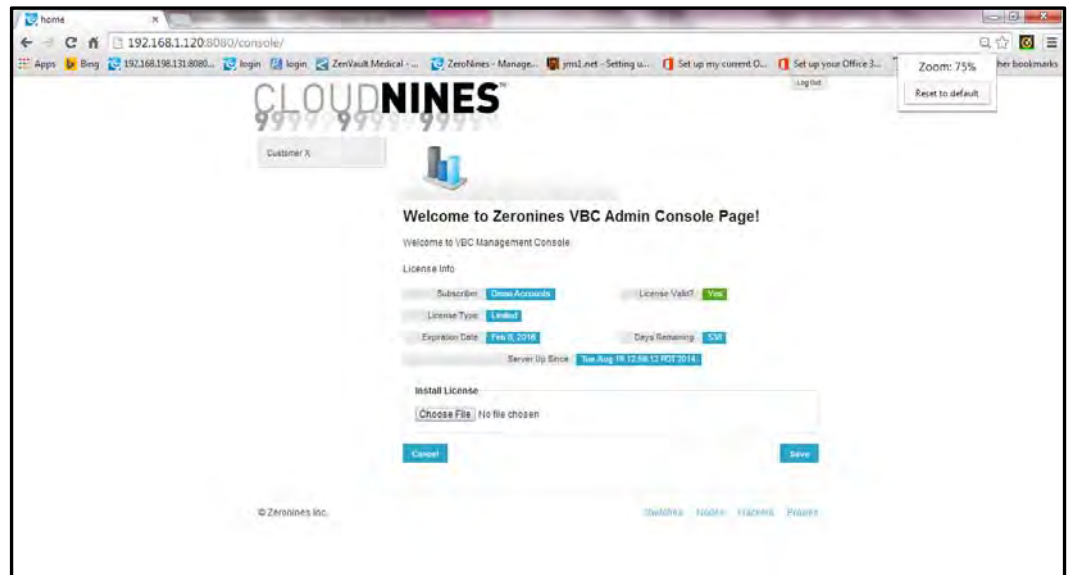 home
192.168.1.120:8080/console/
Apps Bing 192.168.198.131:8080... login login ZenVault Medical - ... ZeroNines - Manage... jms1.net - Setting u... Set up my current O... Set up your Office 3... her bookmarks
Zoom: 75%
Reset to default
Log Out
CLOUDNINES™
9999 999 9999
Customer X
Welcome to Zeronines VBC Admin Console Page!
Welcome to VBC Management Console
License Info
Subscriber Demo Accounts License Valid? Yes
License Type Limited
Expiration Date Feb 8, 2016 Days Remaining 538
Server Up Since Tue Aug 19 12:56:12 PDT 2014
Install License
Choose File No file chosen
Cancel Save
© Zeronines Inc. Switches Nodes Trackers Proxies